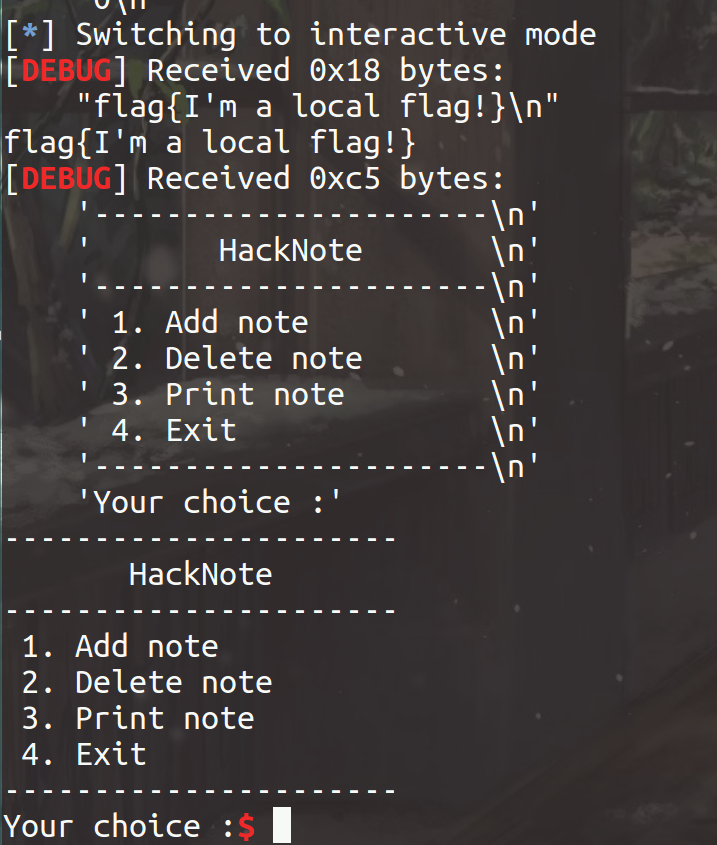 0\n
[*] Switching to interactive mode
[DEBUG] Received 0x18 bytes:
    "flag{I'm a local flag!}\n"
flag{I'm a local flag!}
[DEBUG] Received 0xc5 bytes:
    '----------------------\n'
    '       HackNote       \n'
    '----------------------\n'
    ' 1. Add note          \n'
    ' 2. Delete note       \n'
    ' 3. Print note        \n'
    ' 4. Exit              \n'
    '----------------------\n'
    'Your choice :'
----------------------
       HackNote
----------------------
 1. Add note
 2. Delete note
 3. Print note
 4. Exit
----------------------
Your choice :$